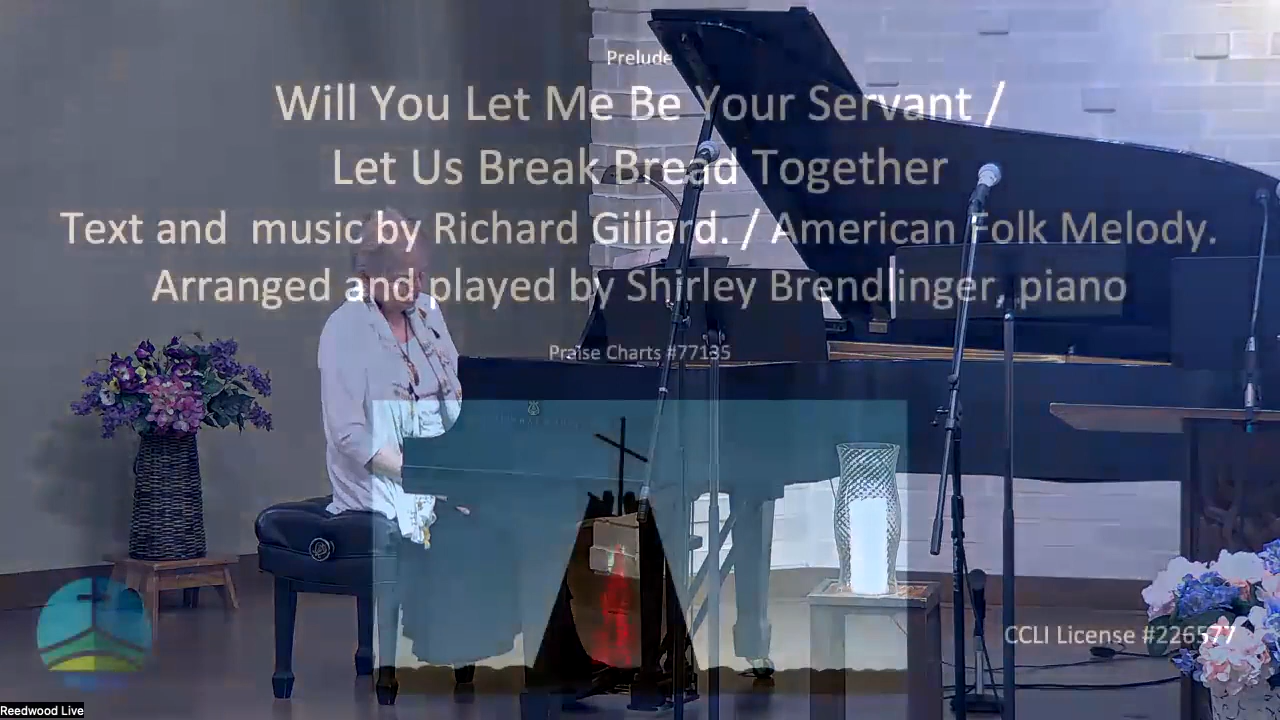 Prelude
Will You Let Me Be Your Servant /
Let Us Break Bread Together
Text and  music by Richard Gillard. / American Folk Melody.
Arranged and played by Shirley Brendlinger, piano
Praise Charts #77135
CCLI License #226577
Reedwood Live